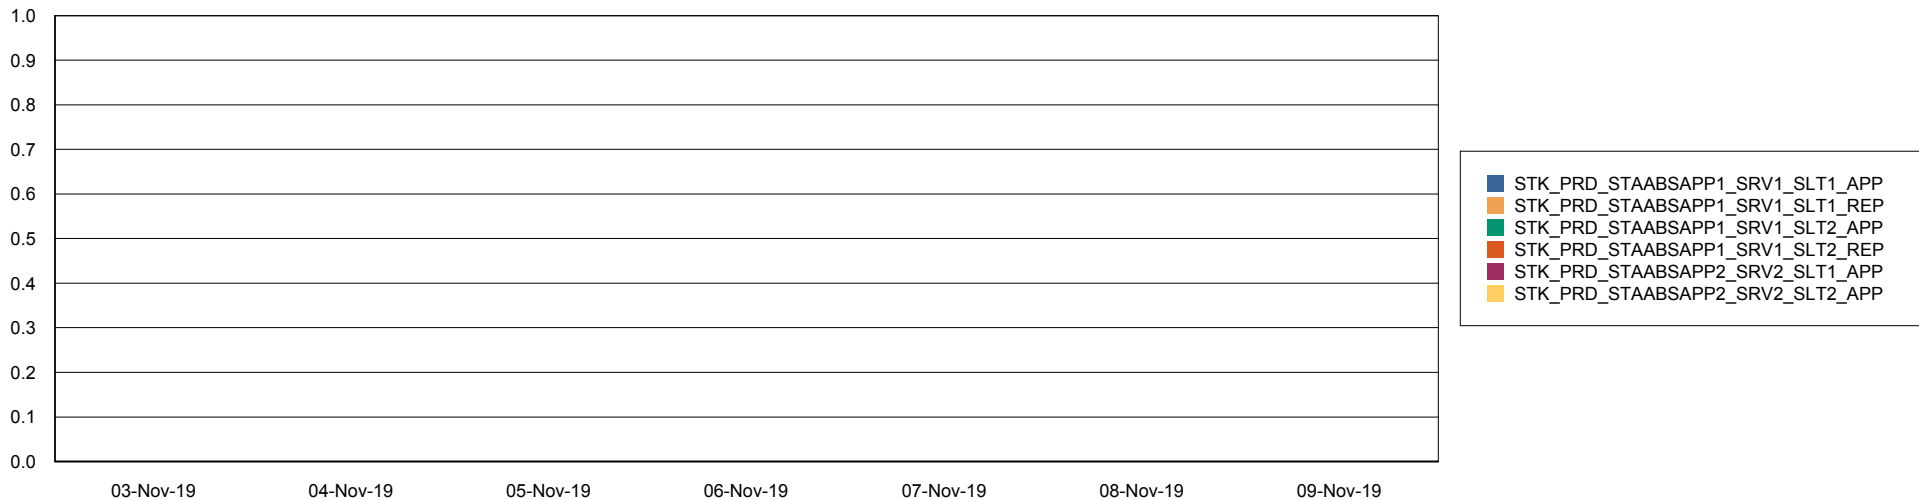 1.0
0.9
0.8
0.7
0.6
0.5
0.4
0.3
0.2
0.1
0.0
03-Nov-19 04-Nov-19 05-Nov-19 06-Nov-19 07-Nov-19 08-Nov-19 09-Nov-19
STK_PRD_STAABSAPP1_SRV1_SLT1_APP
STK_PRD_STAABSAPP1_SRV1_SLT1_REP
STK_PRD_STAABSAPP1_SRV1_SLT2_APP
STK_PRD_STAABSAPP1_SRV1_SLT2_REP
STK_PRD_STAABSAPP2_SRV2_SLT1_APP
STK_PRD_STAABSAPP2_SRV2_SLT2_APP